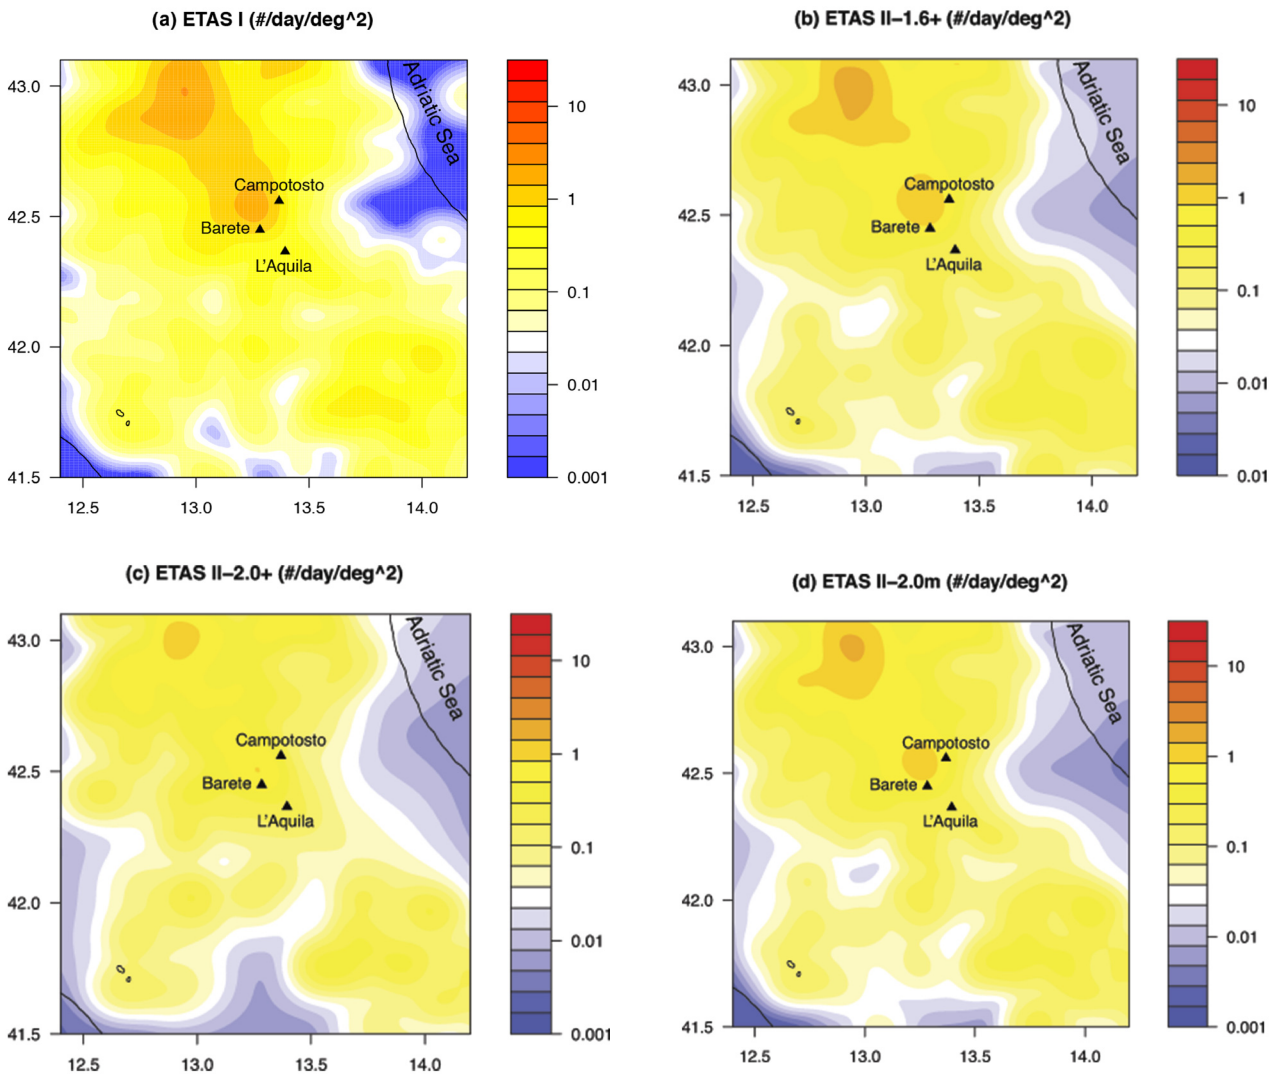 (a) ETAS I (#/day/deg^2)
43.0
42.5
42.0
41.5
12.5
13.0
13.5
14.0
Adriatic Sea
Campotosto
Barete
L'Aquila
10
1
0.1
0.01
0.001
(b) ETAS II–1.6+ (#/day/deg^2)
43.0
42.5
42.0
41.5
12.5
13.0
13.5
14.0
Adriatic Sea
Campotosto
Barete
L'Aquila
10
1
0.1
0.01
0.01
(c) ETAS II–2.0+ (#/day/deg^2)
43.0
42.5
42.0
41.5
12.5
13.0
13.5
14.0
Adriatic Sea
Campotosto
Barete
L'Aquila
10
1
0.1
0.01
0.001
(d) ETAS II–2.0m (#/day/deg^2)
43.0
42.5
42.0
41.5
12.5
13.0
13.5
14.0
Adriatic Sea
Campotosto
Barete
L'Aquila
10
1
0.1
0.01
0.001